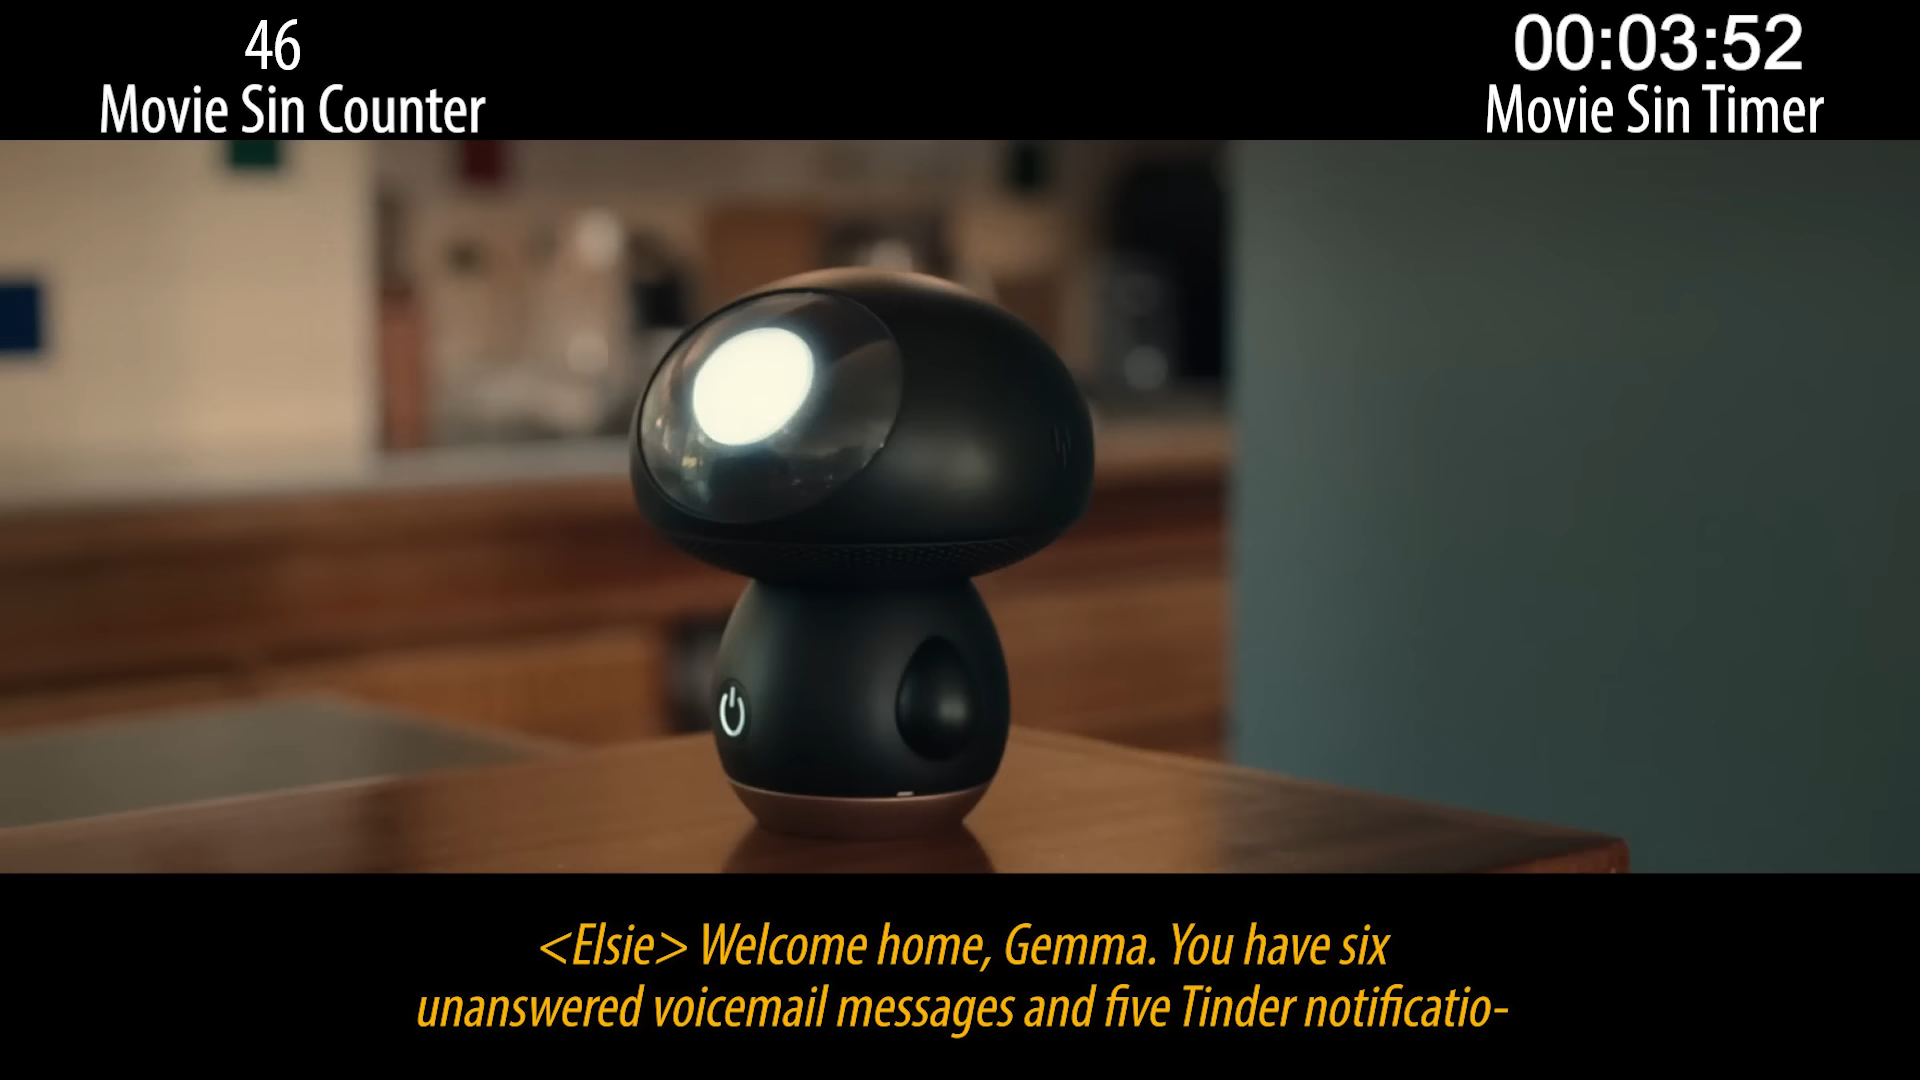 46
Movie Sin Counter
00:03:52
Movie Sin Timer
<Elsie> Welcome home, Gemma. You have six
unanswered voicemail messages and five Tinder notificatio-